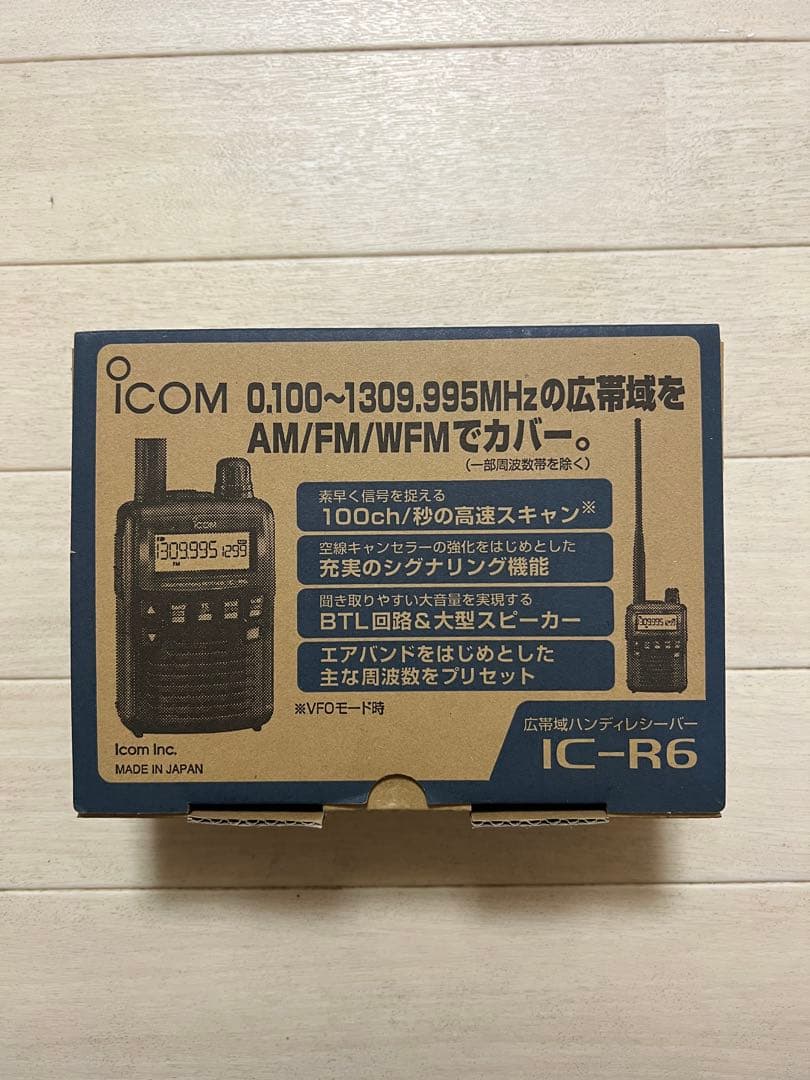 ICOM
0.100~1309.995MHzの広帯域を
AM/FM/WFMでカバー。
(一部周波数帯を除く)
素早く信号を捉える
100ch/秒の高速スキャン※
空線キャンセラーの強化をはじめとした
充実のシグナリング機能
聞き取りやすい大音量を実現する
BTL回路&大型スピーカー
エアバンドをはじめとした
主な周波数をプリセット
※VFOモード時
ICOM
1309.995 1299
FM
Icom Inc.
MADE IN JAPAN
広帯域ハンディレシーバー
IC-R6